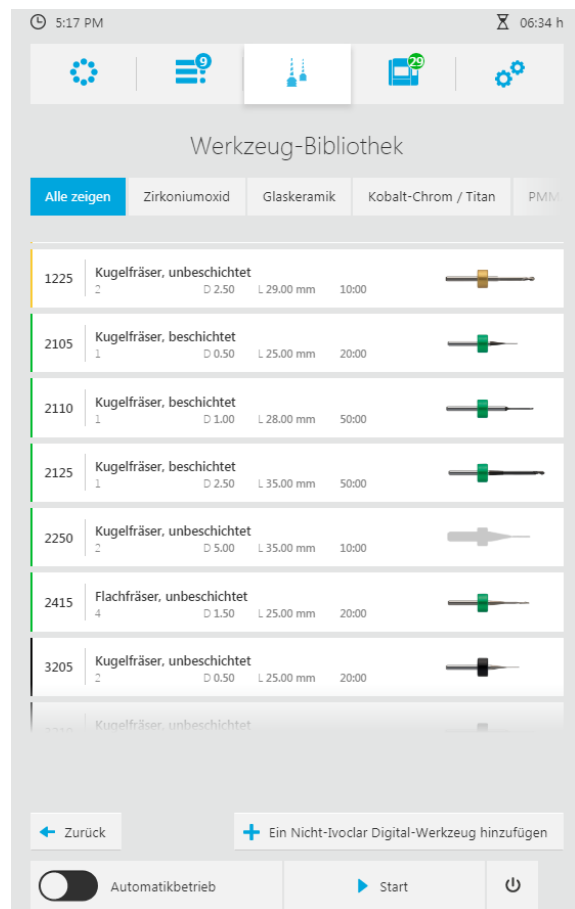 5:17 PM 06:34 h
9 29
Werkzeug-Bibliothek
Alle zeigen Zirkoniumoxid Glaskeramik Kobalt-Chrom / Titan PMM
1225 Kugelfräser, unbeschichtet
2 D 2.50 L 29.00 mm 10:00
2105 Kugelfräser, beschichtet
1 D 0.50 L 25.00 mm 20:00
2110 Kugelfräser, beschichtet
1 D 1.00 L 28.00 mm 50:00
2125 Kugelfräser, beschichtet
1 D 2.50 L 35.00 mm 50:00
2250 Kugelfräser, unbeschichtet
2 D 5.00 L 35.00 mm 10:00
2415 Flachfräser, unbeschichtet
4 D 1.50 L 25.00 mm 20:00
3205 Kugelfräser, unbeschichtet
2 D 0.50 L 25.00 mm 20:00
Kugelfräser, unbeschichtet
Zurück Ein Nicht-Ivoclar Digital-Werkzeug hinzufügen
Automatikbetrieb Start